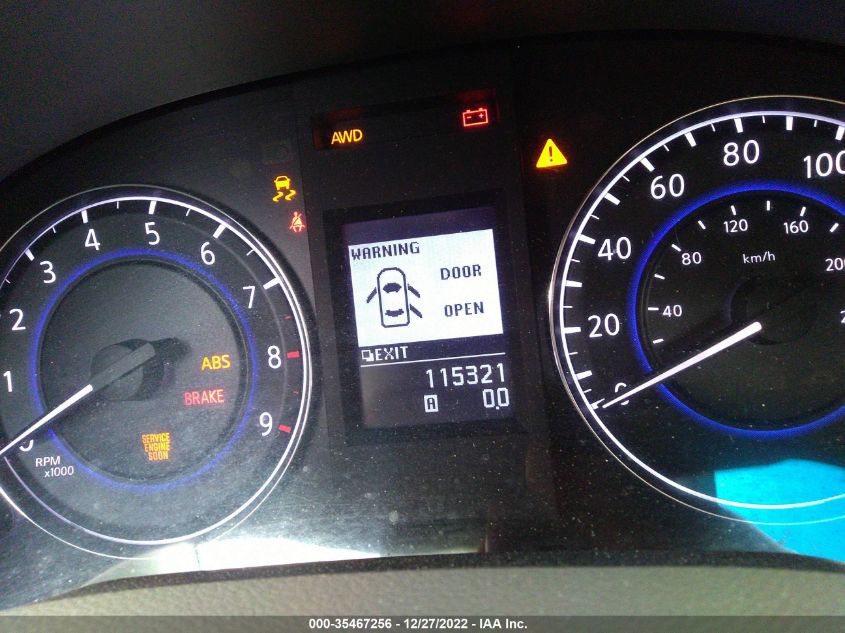 AWD
WARNING
DOOR
OPEN
EXIT
115321
A 0.0
1 2 3 4 5 6 7 8 9
RPM
x1000
ABS
BRAKE
SERVICE
ENGINE
SOON
0 20 40 60 80 100
40 80 120 160 200
km/h
000-35467256 - 12/27/2022 - IAA Inc.